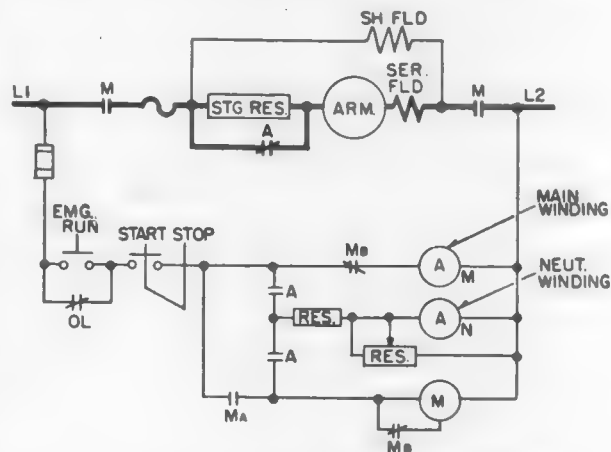 SH FLD
L1
M
STG RES.
A
ARM.
SER.
FLD
M
L2
EMG.
RUN
START STOP
OL
MAIN
WINDING
MB
A
M
NEUT.
WINDING
A
RES.
A
N
A
RES.
MA
M
MB